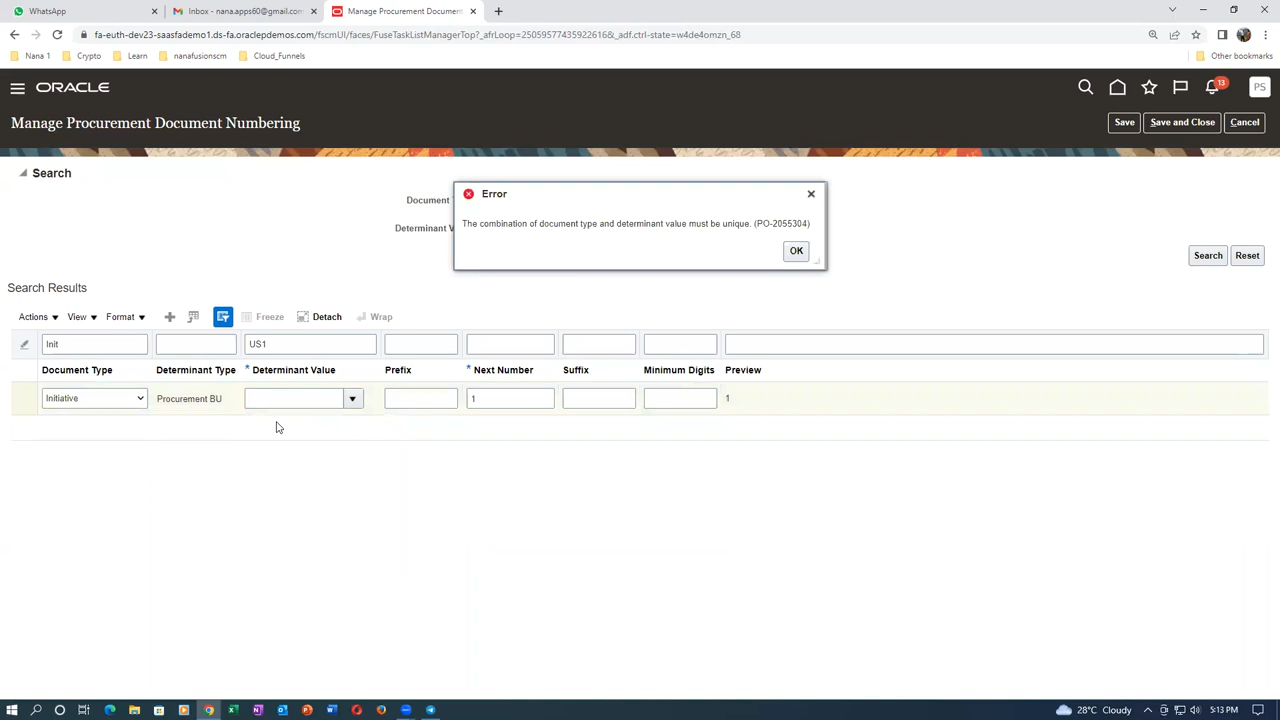 WhatsApp
Inbox - nana.apps60@gmail.com
Manage Procurement Document
fa-euth-dev23-saasfademo1.ds-fa.oraclepdemos.com/fscmUI/faces/FuseTaskListManagerTop?_afrLoop=25059577435922616&_adf.ctrl-state=w4de4omzn_68
Nana 1
Crypto
Learn
nanafusionscm
Cloud_Funnels
Other bookmarks
ORACLE
13
PS
Manage Procurement Document Numbering
Save
Save and Close
Cancel
Search
Document
Determinant V
Error
The combination of document type and determinant value must be unique. (PO-2055304)
OK
Search
Reset
Search Results
Actions
View
Format
Freeze
Detach
Wrap
Init
US1
Document Type
Determinant Type
* Determinant Value
Prefix
* Next Number
Suffix
Minimum Digits
Preview
Initiative
Procurement BU
1
1
28°C Cloudy
5:13 PM